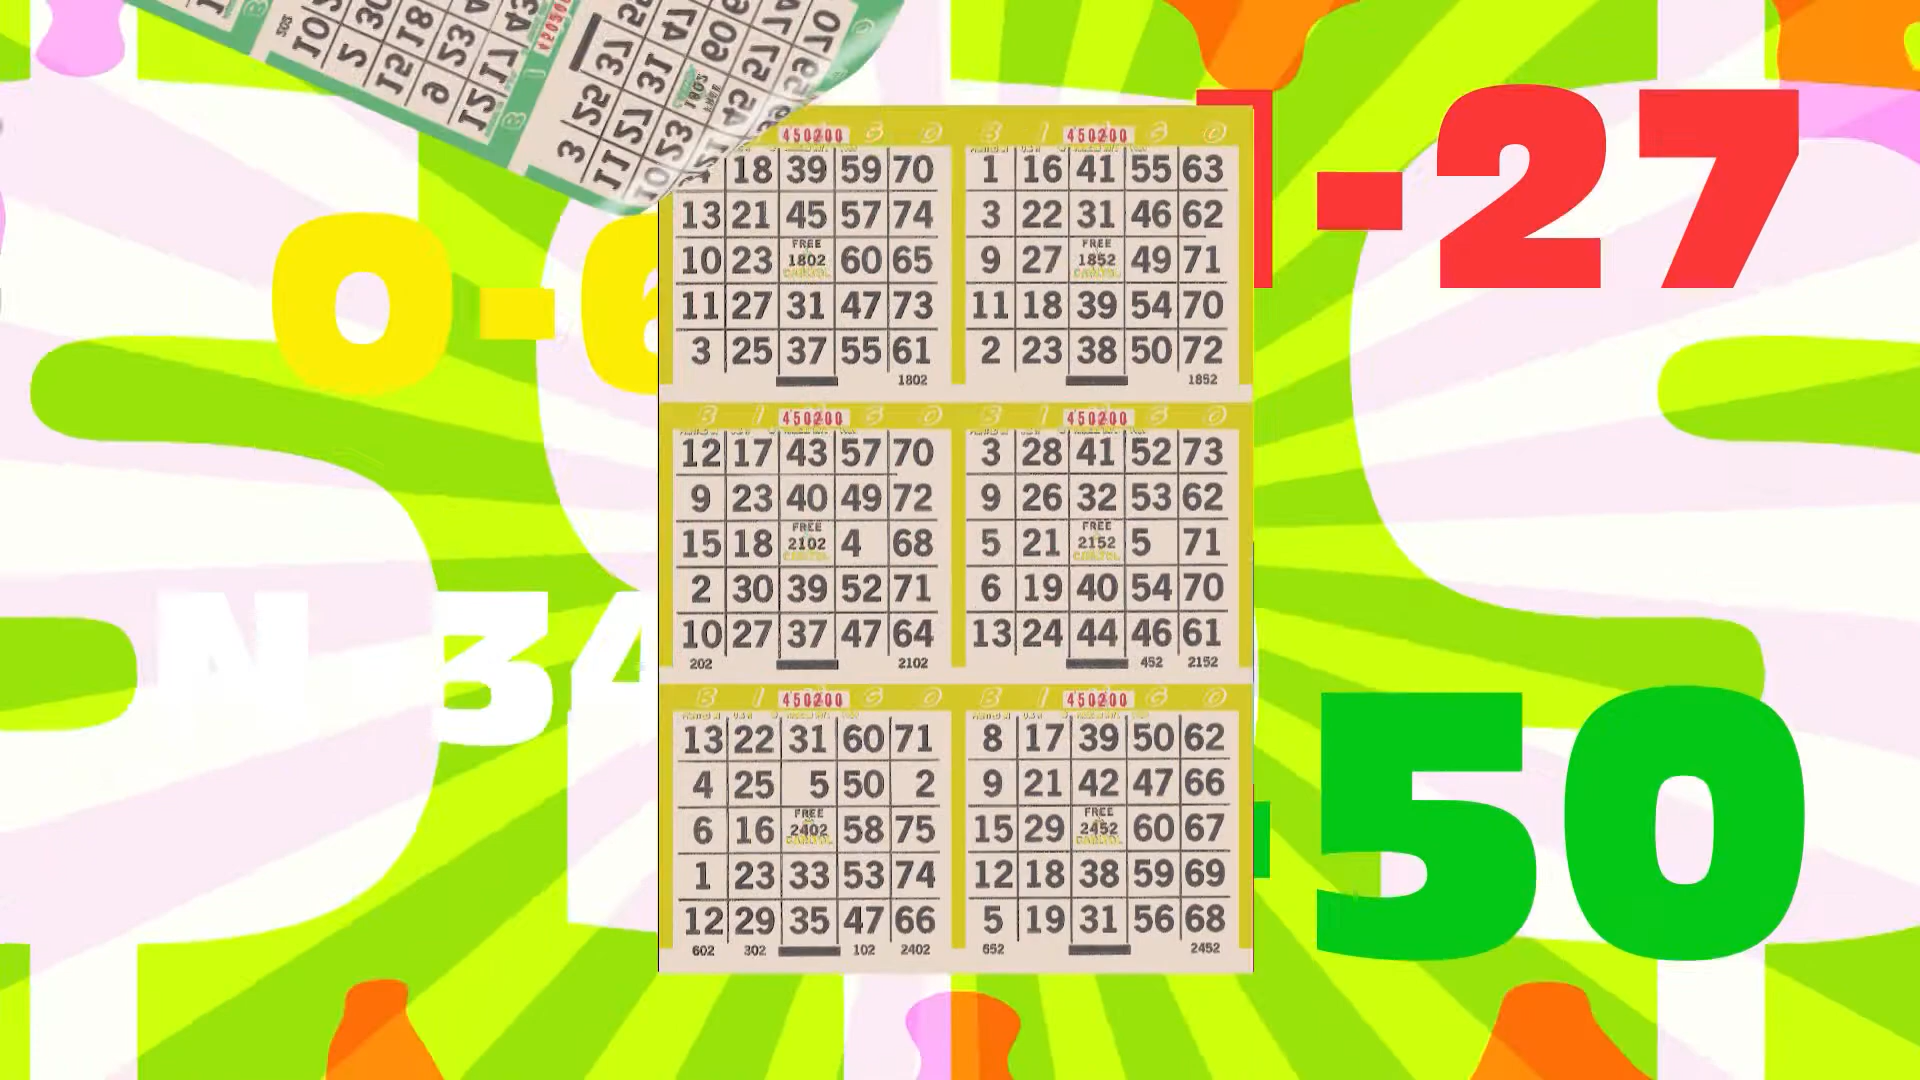 -27
0-6
N 34
-50
450200 450200
B I G O B I G O
18 39 59 70 1 16 41 55 63
13 21 45 57 74 3 22 31 46 62
10 23 FREE 1802 CAPITOL 60 65 9 27 FREE 1852 CAPITOL 49 71
11 27 31 47 73 11 18 39 54 70
3 25 37 55 61 2 23 38 50 72
1802 1852
450200 450200
B I G O B I G O
12 17 43 57 70 3 28 41 52 73
9 23 40 49 72 9 26 32 53 62
15 18 FREE 2102 CAPITOL 4 68 5 21 FREE 2152 CAPITOL 5 71
2 30 39 52 71 6 19 40 54 70
10 27 37 47 64 13 24 44 46 61
202 2102 452 2152
450200 450200
B I G O B I G O
13 22 31 60 71 8 17 39 50 62
4 25 5 50 2 9 21 42 47 66
6 16 FREE 2402 CAPITOL 58 75 15 29 FREE 2452 CAPITOL 60 67
1 23 33 53 74 12 18 38 59 69
12 29 35 47 66 5 19 31 56 68
602 302 102 2402 652 2452